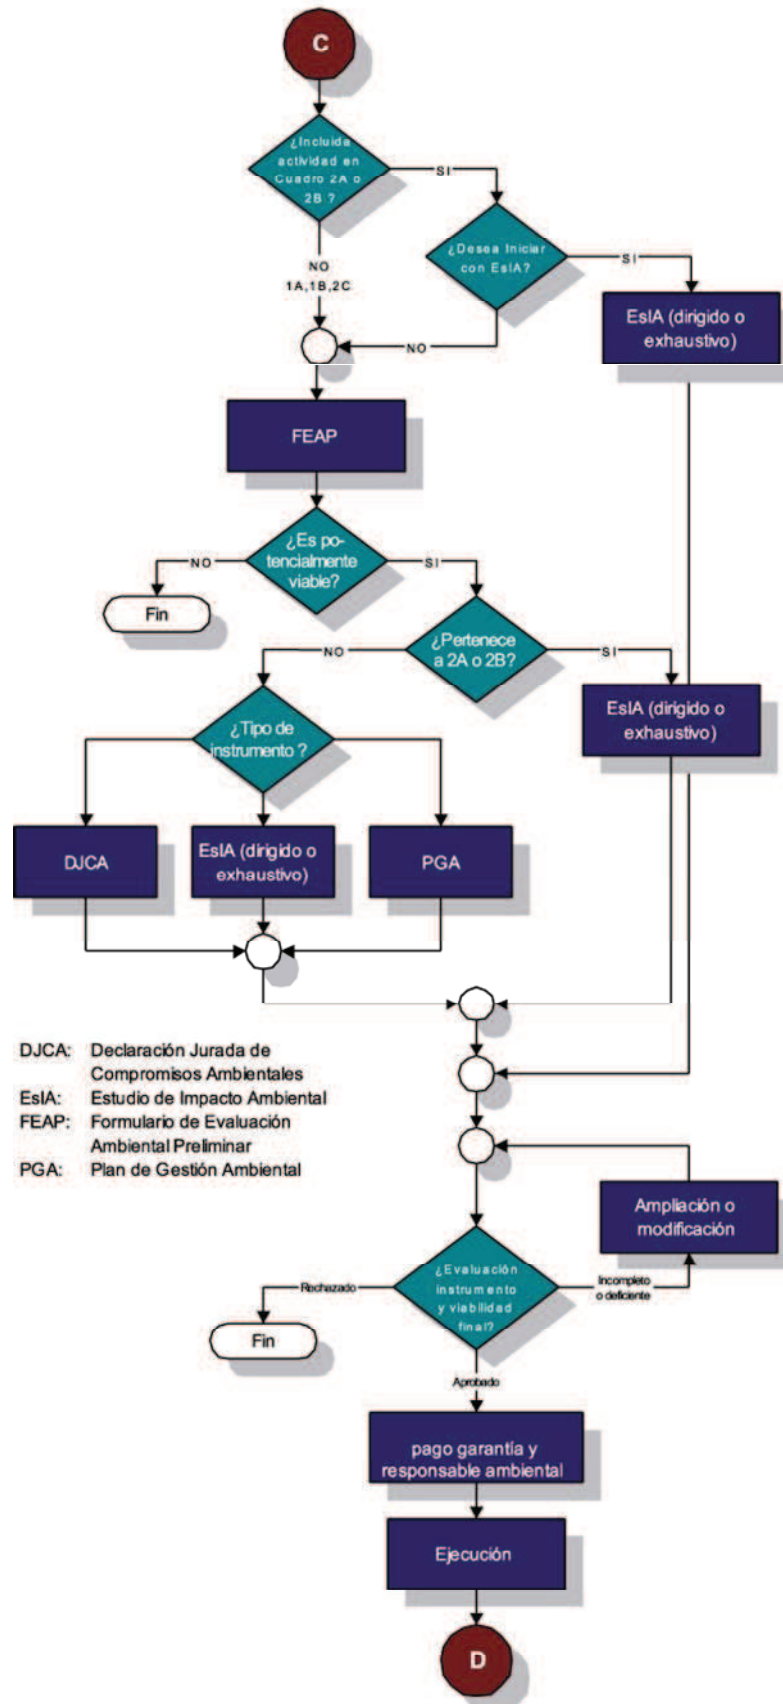 C
¿Incluida
actividad en
Cuadro 2A o
2B ?
SI
¿Desea Iniciar
con EsIA?
SI
NO
1A,1B,2C
EsIA (dirigido o
exhaustivo)
NO
FEAP
¿Es po-
tencialmente
viable?
NO
SI
Fin
¿Pertenece
a 2A o 2B?
NO
SI
EsIA (dirigido o
exhaustivo)
¿Tipo de
instrumento ?
DJCA
EsIA (dirigido o
exhaustivo)
PGA
DJCA: Declaración Jurada de
Compromisos Ambientales
EsIA: Estudio de Impacto Ambiental
FEAP: Formulario de Evaluación
Ambiental Preliminar
PGA: Plan de Gestión Ambiental
Ampliación o
modificación
¿Evaluación
instrumento
y viabilidad
final?
Rechazado
Incompleto
o deficiente
Fin
Aprobado
pago garantía y
responsable ambiental
Ejecución
D